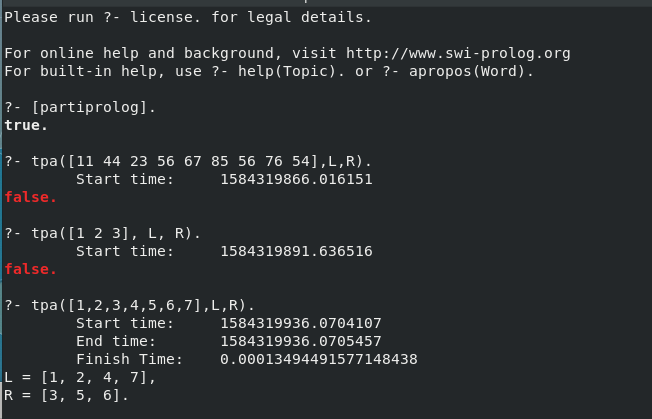 Please run ?- license. for legal details.
For online help and background, visit http://www.swi-prolog.org
For built-in help, use ?- help(Topic). or ?- apropos(Word).
?- [partiprolog].
true.
?- tpa([11 44 23 56 67 85 56 76 54],L,R).
Start time: 1584319866.016151
false.
?- tpa([1 2 3], L, R).
Start time: 1584319891.636516
false.
?- tpa([1,2,3,4,5,6,7],L,R).
Start time: 1584319936.0704107
End time: 1584319936.0705457
Finish Time: 0.00013494491577148438
L = [1, 2, 4, 7],
R = [3, 5, 6].